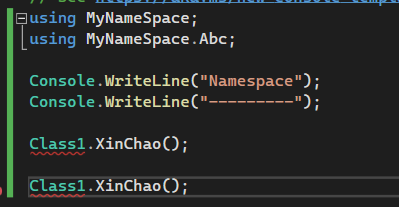 using MyNameSpace;
using MyNameSpace.Abc;
Console.WriteLine("Namespace");
Console.WriteLine("---------");
Class1.XinChao();
Class1.XinChao();